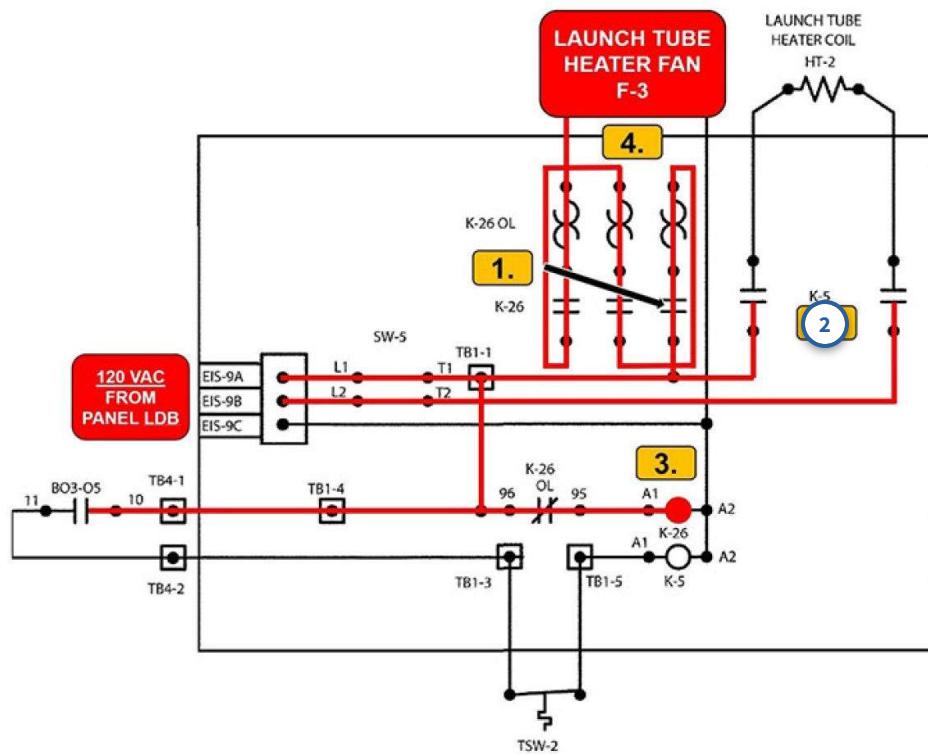 LAUNCH TUBE
HEATER FAN
F-3
LAUNCH TUBE
HEATER COIL
HT-2
4.
K-26 OL
1.
K-26
K-5
2
SW-5
TB1-1
120 VAC
FROM
PANEL LDB
EIS-9A
L1
T1
EIS-9B
L2
T2
EIS-9C
3.
11
BO3-O5
10
TB4-1
TB1-4
96
K-26
OL
95
A1
A2
K-26
TB4-2
TB1-3
TB1-5
A1
K-5
A2
TSW-2